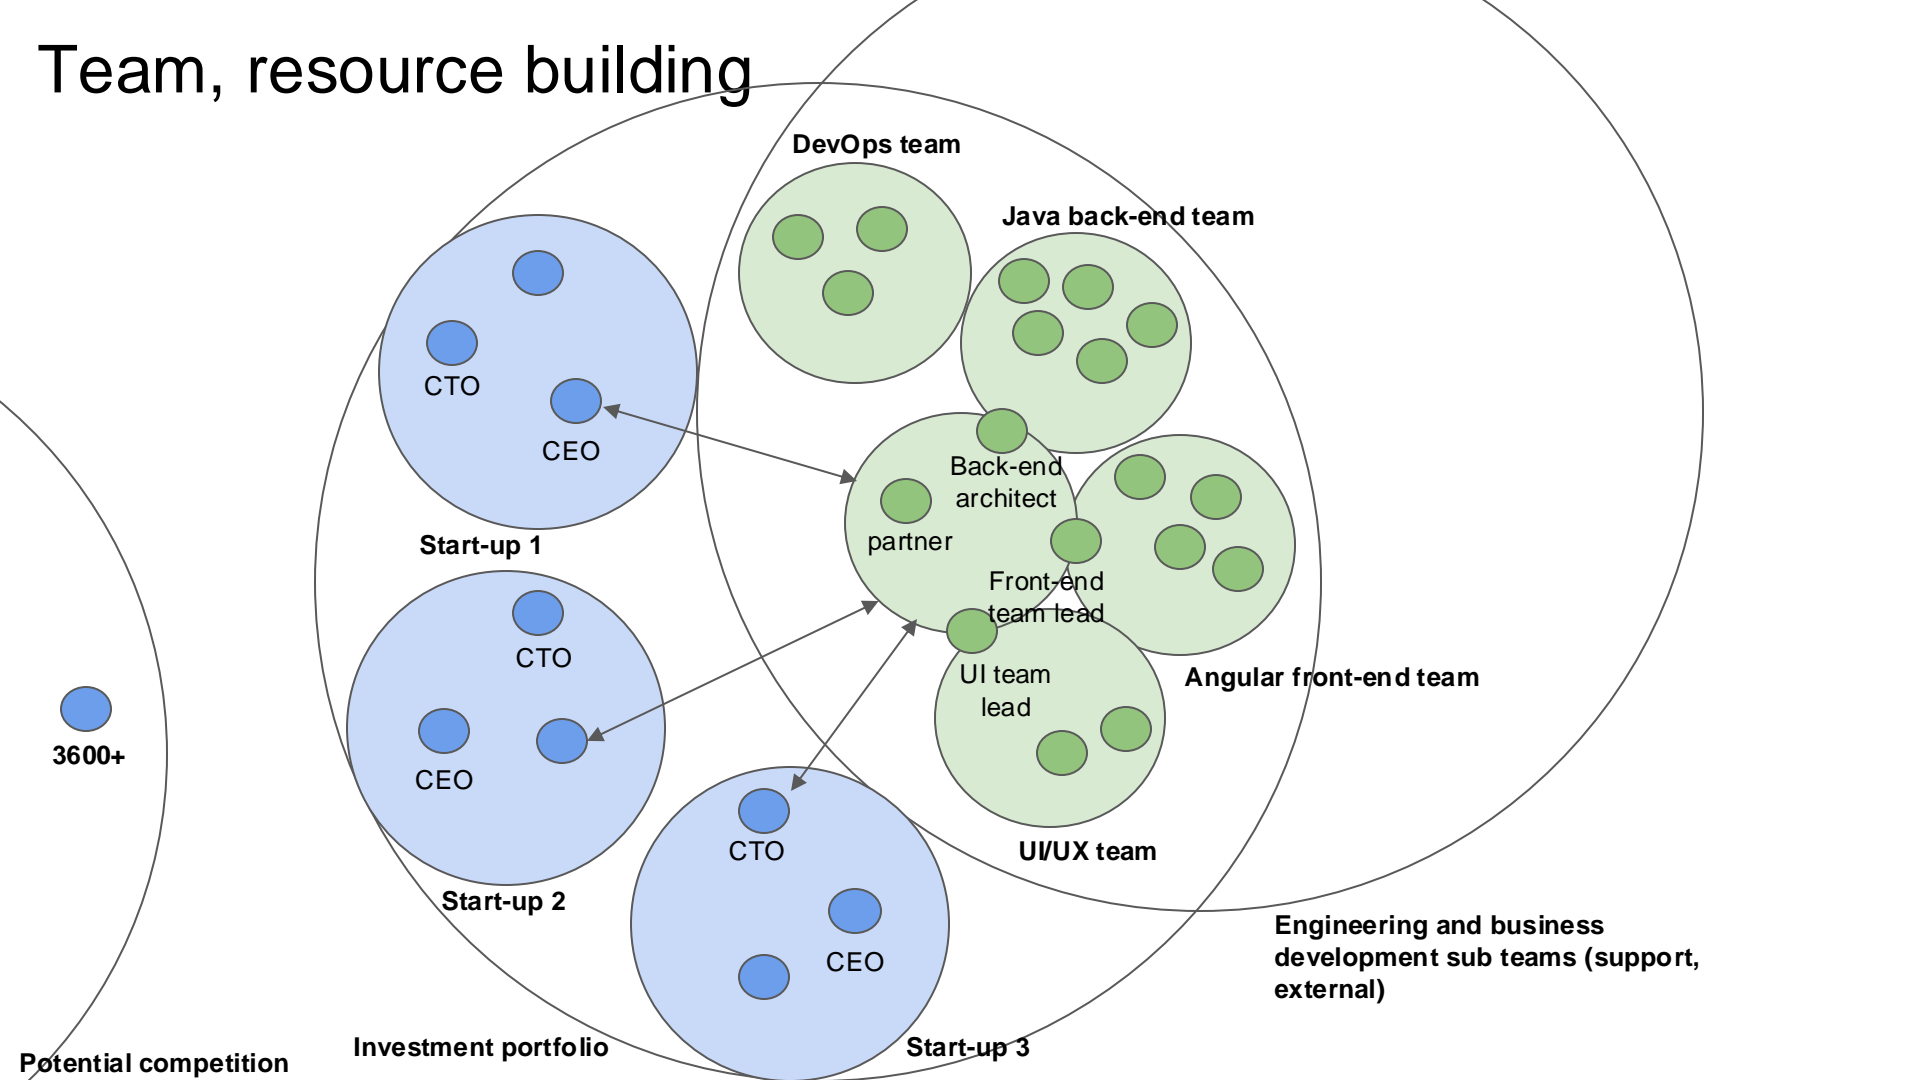 Team, resource building
DevOps team
Java back-end team
CTO
CEO
Start-up 1
Back-end
architect
partner
Front-end
team lead
UI team
lead
Angular front-end team
CTO
CEO
Start-up 2
3600+
CTO
CEO
Start-up 3
UI/UX team
Engineering and business
development sub teams (support,
external)
Investment portfolio
Potential competition